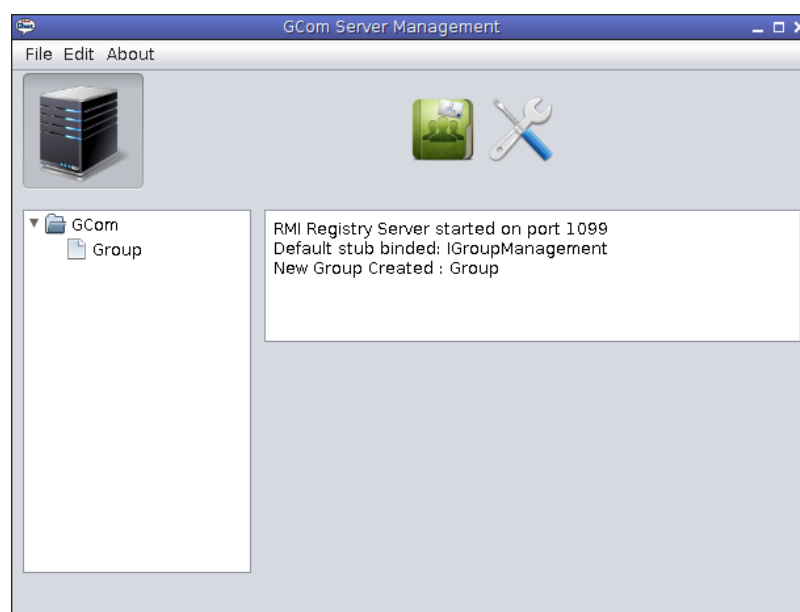 GCom Server Management
File Edit About
GCom
Group
RMI Registry Server started on port 1099
Default stub binded: IGroupManagement
New Group Created : Group